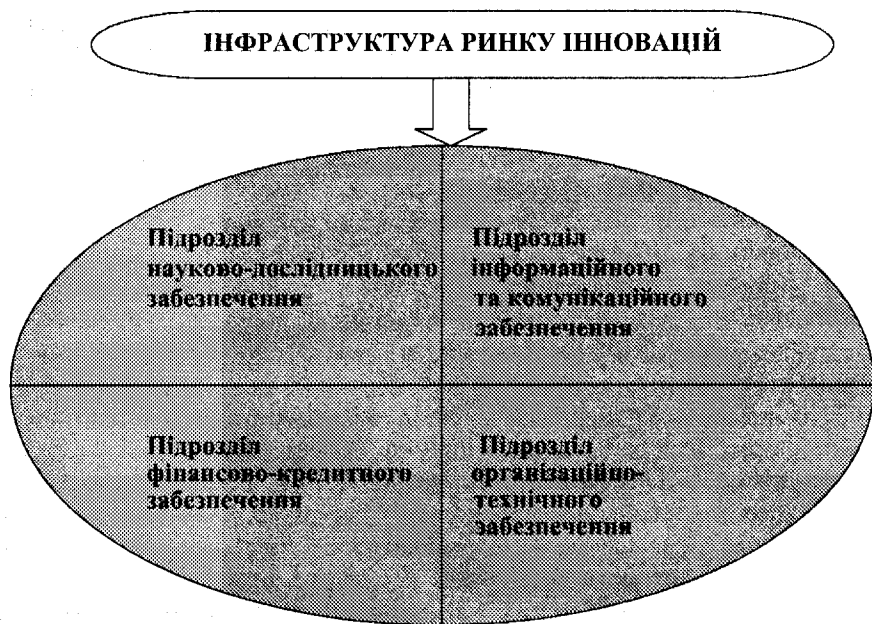 ІНФРАСТРУКТУРА РИНКУ ІННОВАЦІЙ
Підрозділ
науково-дослідницького
забезпечення
Підрозділ
інформаційного
та комунікаційного
забезпечення
Підрозділ
фінансово-кредитного
забезпечення
Підрозділ
організаційно-
технічного
забезпечення